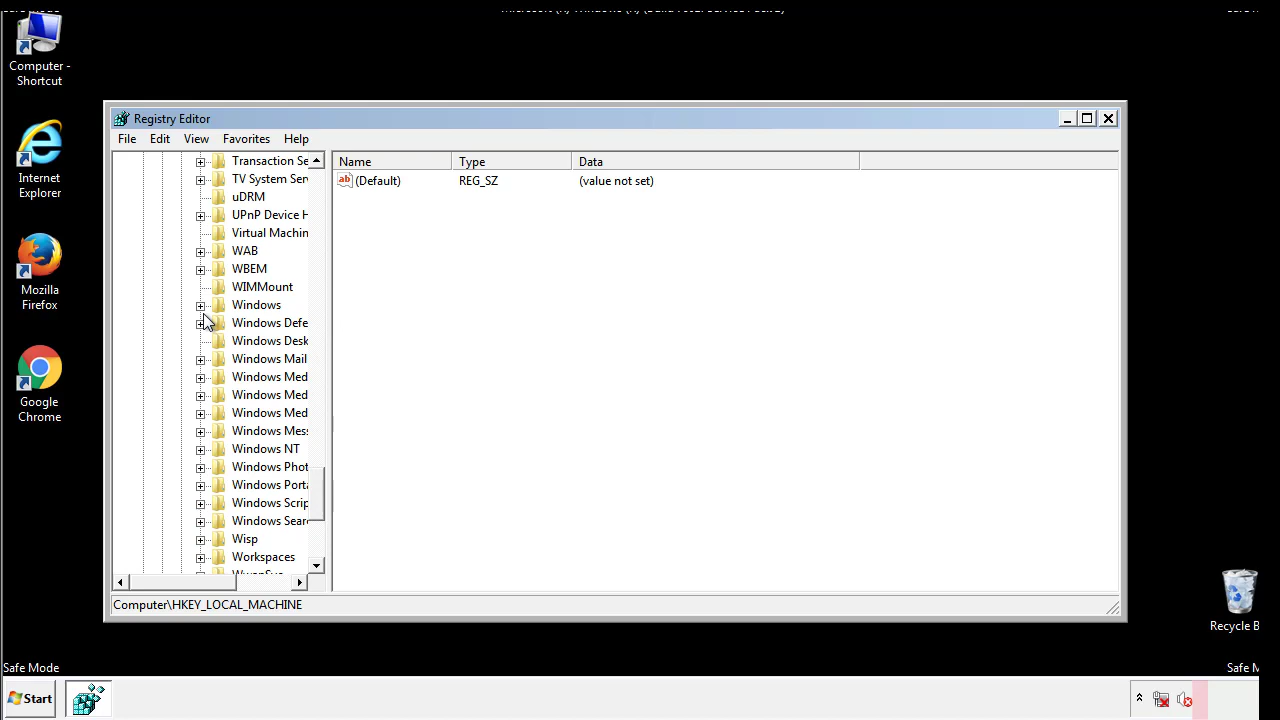 Computer -
Shortcut
Internet
Explorer
Mozilla
Firefox
Google
Chrome
Registry Editor
File Edit View Favorites Help
Transaction Se
TV System Serv
uDRM
UPnP Device H
Virtual Machin
WAB
WBEM
WIMMount
Windows
Windows Defe
Windows Desk
Windows Mail
Windows Med
Windows Med
Windows Med
Windows Mess
Windows NT
Windows Phot
Windows Porta
Windows Scrip
Windows Sear
Wisp
Workspaces
Name Type Data
ab (Default) REG_SZ (value not set)
Computer\HKEY_LOCAL_MACHINE
Recycle B
Safe Mode
Safe M
Start